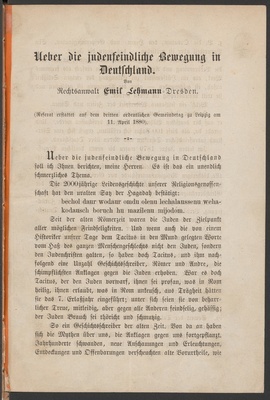 Ueber die judenfeindliche Bewegung in
Deutschland.
Von
Rechtsanwalt Emil Lehmann-Dresden.
(Referat erstattet auf dem dritten ordentlichen Gemeindetag zu Leipzig am
11. April 1880.)
Ueber die judenfeindliche Bewegung in Deutschland
soll ich Ihnen berichten, meine Herren. Es ist das ein unendlich
schmerzliches Thema.
Die 2000jährige Leidensgeschichte unserer Religionsgenossen-
schaft hat den uralten Satz der Hagadah bestätigt:
bechol daur wodaur omdu olenu lechalausenu weha-
kodausch boruch hu mazilenu mijodom.
Seit der alten Römerzeit waren die Juden der Zielpunkt
aller möglichen Feindseligkeiten. Und wenn auch die von einem
Historiker unsrer Tage dem Tacitus in den Mund gelegten Worte
vom Haß des ganzen Menschengeschlechts nicht den Juden, sondern
den Judenchristen galten, so haben doch Tacitus, und ihm nach-
folgend eine Unzahl Geschichtschreiber, Römer und Andre, die
schimpflichsten Anklagen gegen die Juden erhoben. War es doch
Tacitus, der den Juden vorwarf, ihnen sei profan, was in Rom
heilig, ihnen erlaubt, was in Rom unkeusch, aus Trägheit hätten
sie das 7. Erlaßjahr eingeführt; unter sich seien sie von beharr-
licher Treue, mitleidig, aber gegen alle Anderen feindselig, gehässig;
der Juden Brauch sei thöricht und schmutzig.
So ein Geschichtschreiber der alten Zeit. Von da an haben
sich die Mythen über uns, die Anklagen gegen uns fortgepflanzt.
Jahrhunderte schwanden, neue Anschauungen und Erleuchtungen,
Entdeckungen und Offenbarungen verscheuchten alte Vorurtheile, wie